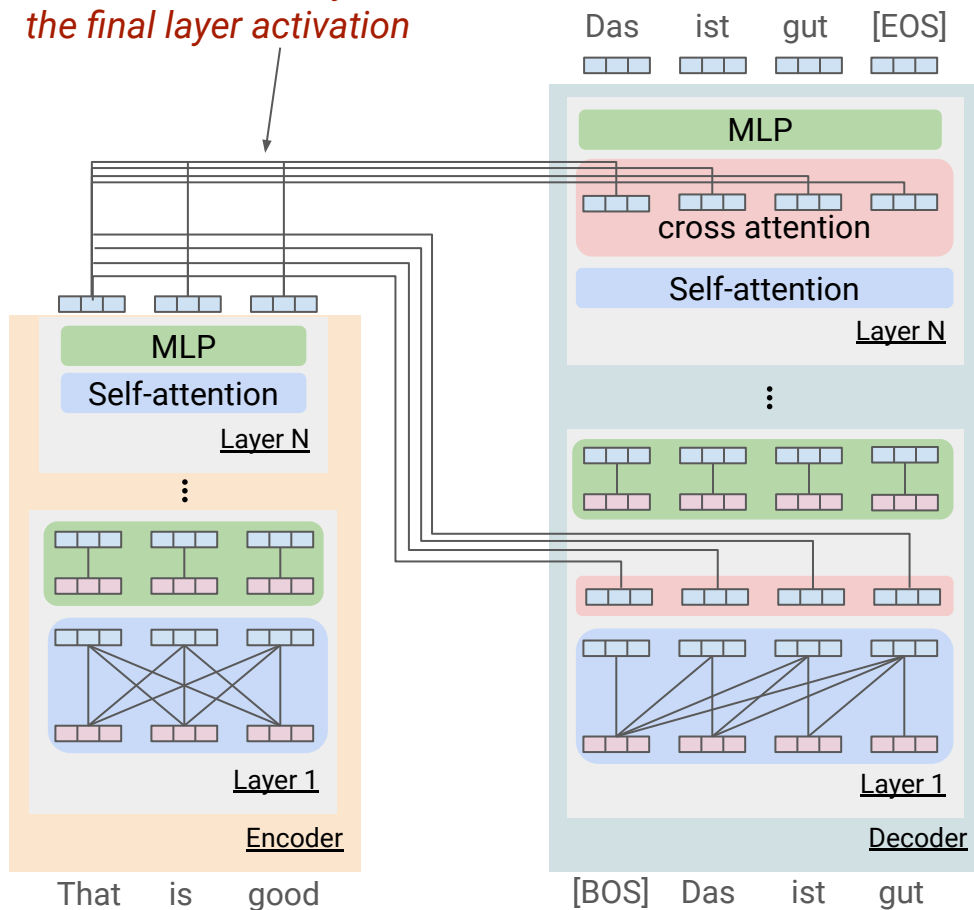 the final layer activation
Das ist gut [EOS]
MLP
cross attention
Self-attention
Layer N
MLP
Self-attention
Layer N
Layer 1
Encoder
Layer 1
Decoder
That is good
[BOS] Das ist gut